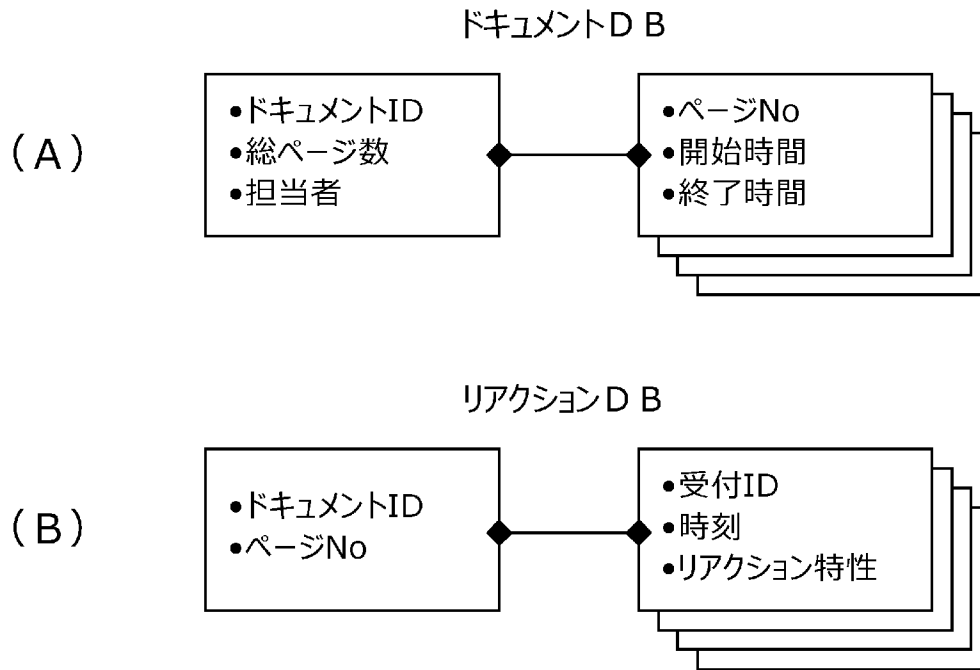 ドキュメントＤＢ
（A）
●ドキュメントID
●総ページ数
●担当者
●ページNo
●開始時間
●終了時間
リアクションＤＢ
（B）
●ドキュメントID
●ページNo
●受付ID
●時刻
●リアクション特性